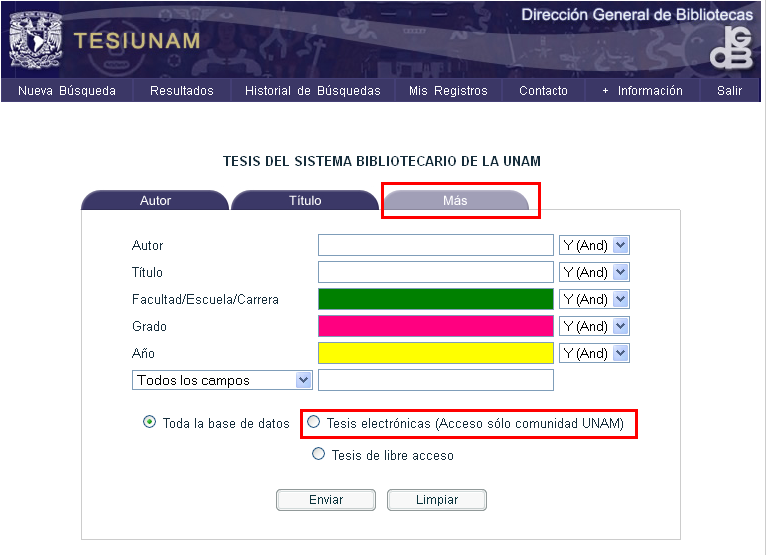 Dirección General de Bibliotecas
TESIUNAM
DGB
Nueva Búsqueda Resultados Historial de Búsquedas Mis Registros Contacto + Información Salir
TESIS DEL SISTEMA BIBLIOTECARIO DE LA UNAM
Autor Título Más
Autor Y (And)
Título Y (And)
Facultad/Escuela/Carrera Y (And)
Grado Y (And)
Año Y (And)
Todos los campos
Toda la base de datos Tesis electrónicas (Acceso sólo comunidad UNAM)
Tesis de libre acceso
Enviar Limpiar